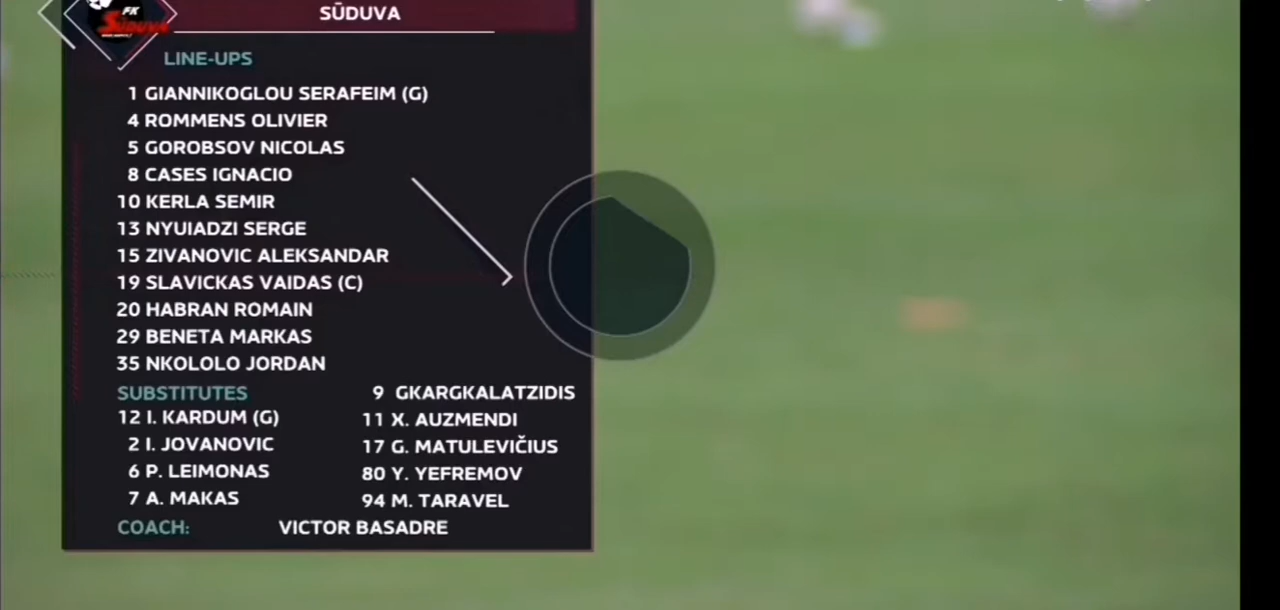 FK
SŪDUVA
SŪDUVA
LINE-UPS
1 GIANNIKOGLOU SERAFEIM (G)
4 ROMMENS OLIVIER
5 GOROBSOV NICOLAS
8 CASES IGNACIO
10 KERLA SEMIR
13 NYUIADZI SERGE
15 ZIVANOVIC ALEKSANDAR
19 SLAVICKAS VAIDAS (C)
20 HABRAN ROMAIN
29 BENETA MARKAS
35 NKOLOLO JORDAN
SUBSTITUTES
12 I. KARDUM (G)
2 I. JOVANOVIC
6 P. LEIMONAS
7 A. MAKAS
9 GKARGKALATZIDIS
11 X. AUZMENDI
17 G. MATULEVIČIUS
80 Y. YEFREMOV
94 M. TARAVEL
COACH: VICTOR BASADRE